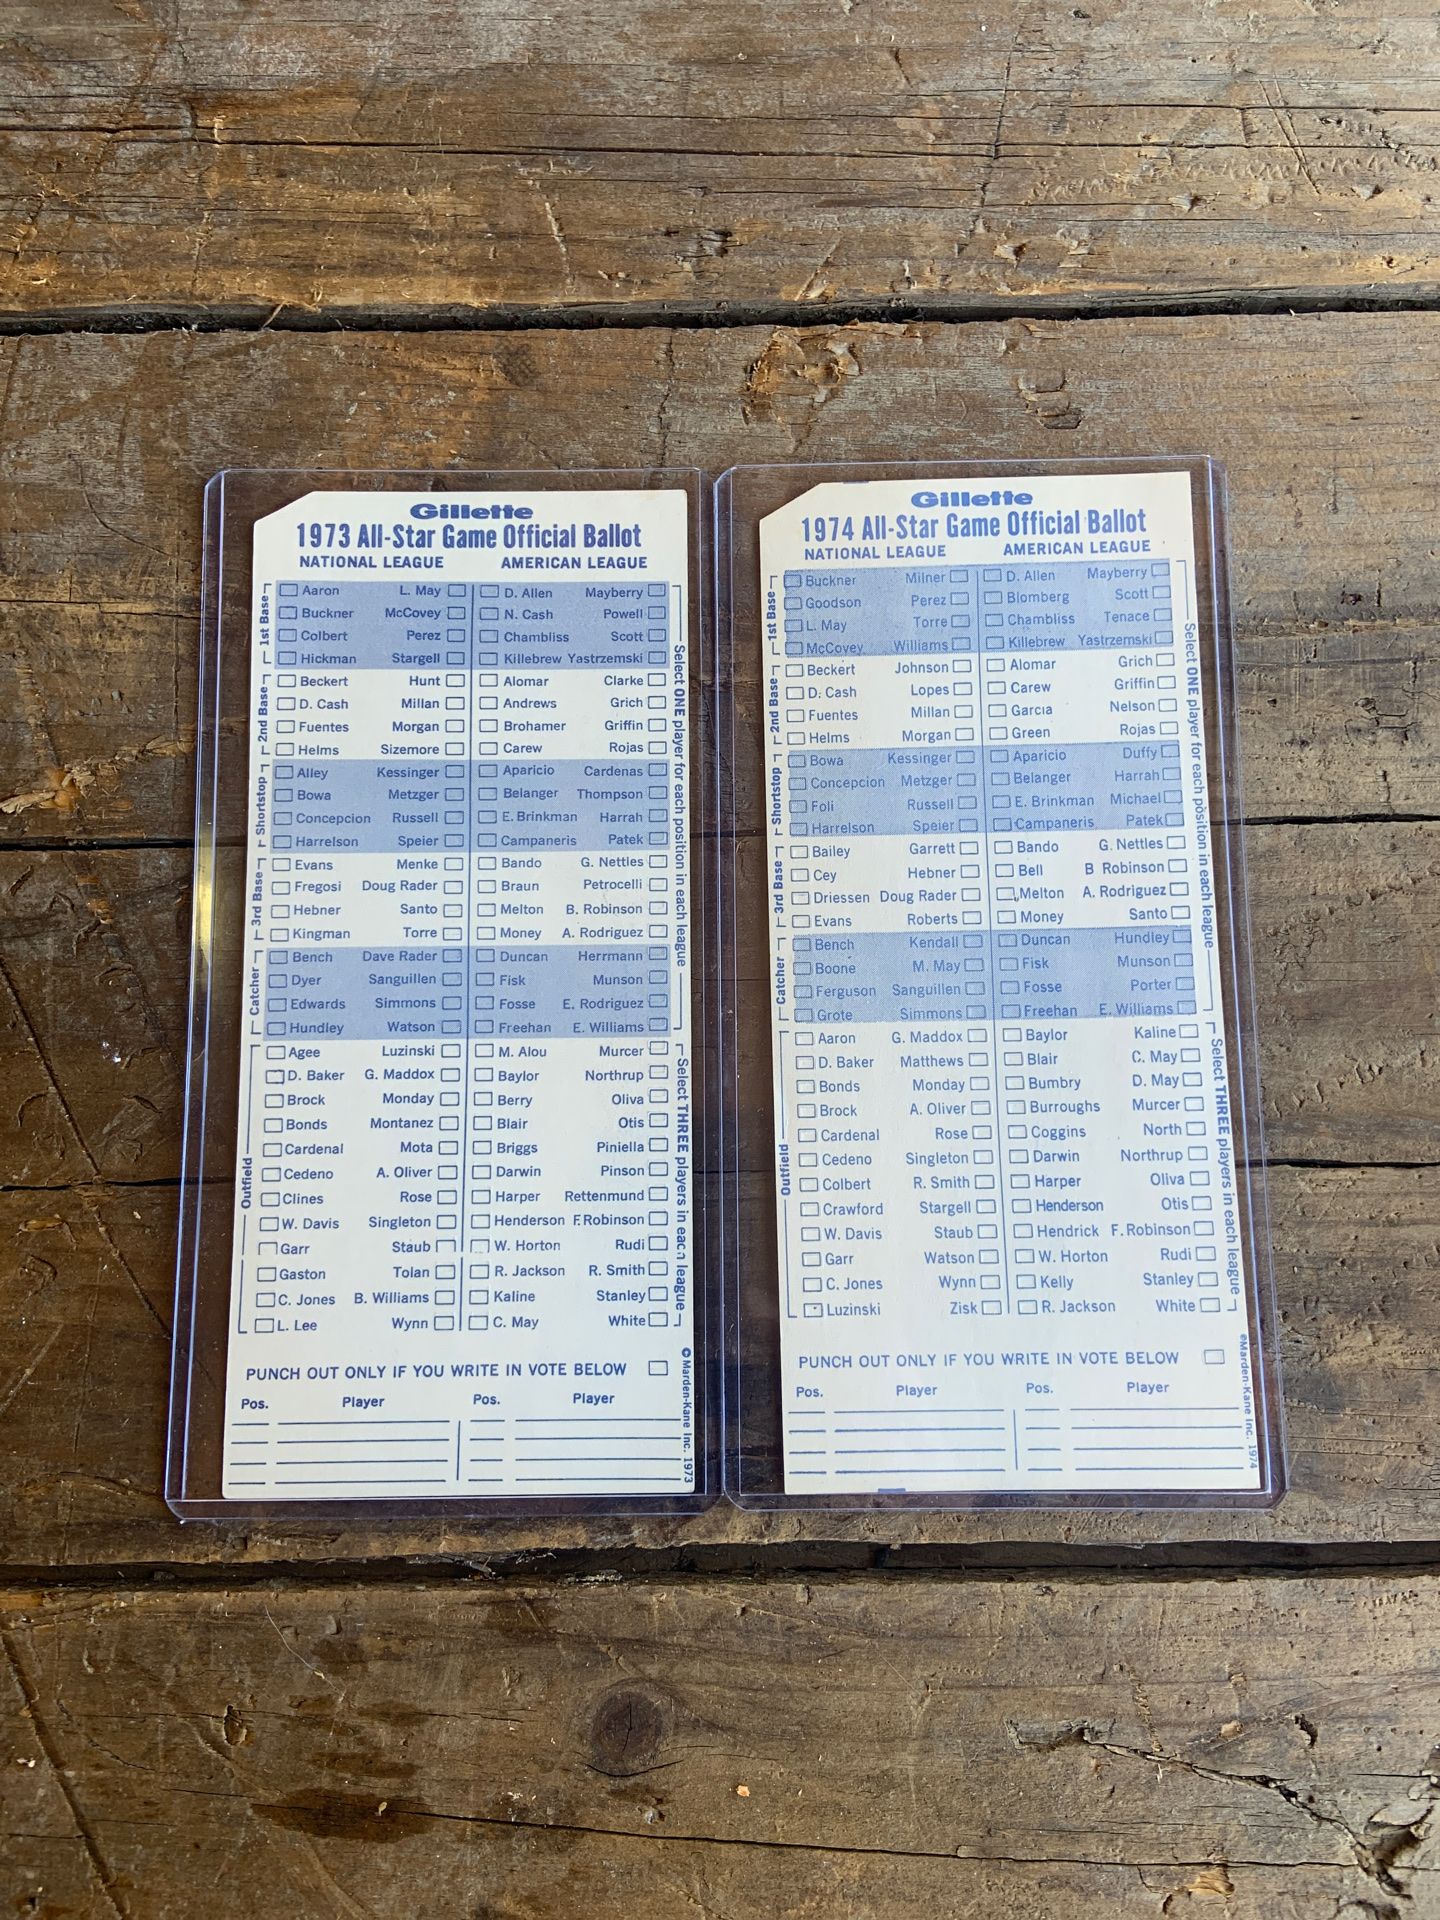 Gillette
1973 All-Star Game Official Ballot
NATIONAL LEAGUE AMERICAN LEAGUE
1st Base
Aaron L. May D. Allen Mayberry
Buckner McCovey N. Cash Powell
Colbert Perez Chambliss Scott
Hickman Stargell Killebrew Yastrzemski
2nd Base
Beckert Hunt Alomar Clarke
D. Cash Millan Andrews Grich
Fuentes Morgan Brohamer Griffin
Helms Sizemore Carew Rojas
Shortstop
Alley Kessinger Aparicio Cardenas
Bowa Metzger Belanger Thompson
Concepcion Russell E. Brinkman Harrah
Harrelson Speier Campaneris Patek
3rd Base
Evans Menke Bando G. Nettles
Fregosi Doug Rader Braun Petrocelli
Hebner Santo Melton B. Robinson
Kingman Torre Money A. Rodriguez
Catcher
Bench Dave Rader Duncan Herrmann
Dyer Sanguillen Fisk Munson
Edwards Simmons Fosse E. Rodriguez
Hundley Watson Freehan E. Williams
Select ONE player for each position in each league
Outfield
Agee Luzinski M. Alou Murcer
D. Baker G. Maddox Baylor Northrup
Brock Monday Berry Oliva
Bonds Montanez Blair Otis
Cardenal Mota Briggs Piniella
Cedeno A. Oliver Darwin Pinson
Clines Rose Harper Rettenmund
W. Davis Singleton Henderson F. Robinson
Garr Staub W. Horton Rudi
Gaston Tolan R. Jackson R. Smith
C. Jones B. Williams Kaline Stanley
L. Lee Wynn C. May White
Select THREE players in each league
PUNCH OUT ONLY IF YOU WRITE IN VOTE BELOW
Pos. Player Pos. Player
©Marden-Kane Inc. 1973
Gillette
1974 All-Star Game Official Ballot
NATIONAL LEAGUE AMERICAN LEAGUE
1st Base
Buckner Milner D. Allen Mayberry
Goodson Perez Blomberg Scott
L. May Torre Chambliss Tenace
McCovey Williams Killebrew Yastrzemski
2nd Base
Beckert Johnson Alomar Grich
D. Cash Lopes Carew Griffin
Fuentes Millan Garcia Nelson
Helms Morgan Green Rojas
Shortstop
Bowa Kessinger Aparicio Duffy
Concepcion Metzger Belanger Harrah
Foli Russell E. Brinkman Michael
Harrelson Speier Campaneris Patek
3rd Base
Bailey Garrett Bando G. Nettles
Cey Hebner Bell B Robinson
Driessen Doug Rader Melton A. Rodriguez
Evans Roberts Money Santo
Catcher
Bench Kendall Duncan Hundley
Boone M. May Fisk Munson
Ferguson Sanguillen Fosse Porter
Grote Simmons Freehan E. Williams
Select ONE player for each position in each league
Outfield
Aaron G. Maddox Baylor Kaline
D. Baker Matthews Blair C. May
Bonds Monday Bumbry D. May
Brock A. Oliver Burroughs Murcer
Cardenal Rose Coggins North
Cedeno Singleton Darwin Northrup
Colbert R. Smith Harper Oliva
Crawford Stargell Henderson Otis
W. Davis Staub Hendrick F. Robinson
Garr Watson W. Horton Rudi
C. Jones Wynn Kelly Stanley
Luzinski Zisk R. Jackson White
Select THREE players in each league
PUNCH OUT ONLY IF YOU WRITE IN VOTE BELOW
Pos. Player Pos. Player
©Marden-Kane Inc. 1974